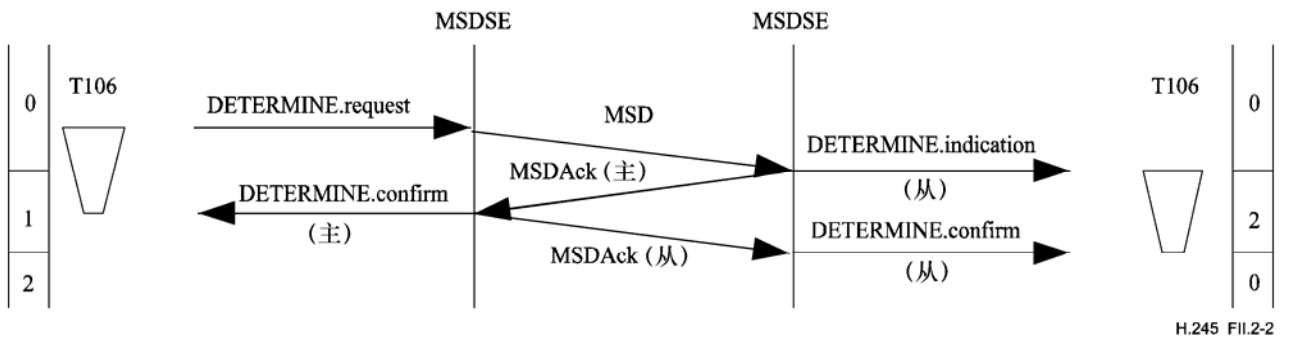 MSDSE
MSDSE
T106
T106
0
0
DETERMINE.request
MSD
DETERMINE.indication
MSDAck (主)
(从)
DETERMINE.confirm
1
2
(主)
DETERMINE.confirm
MSDAck (从)
(从)
2
0
H.245 FII.2-2